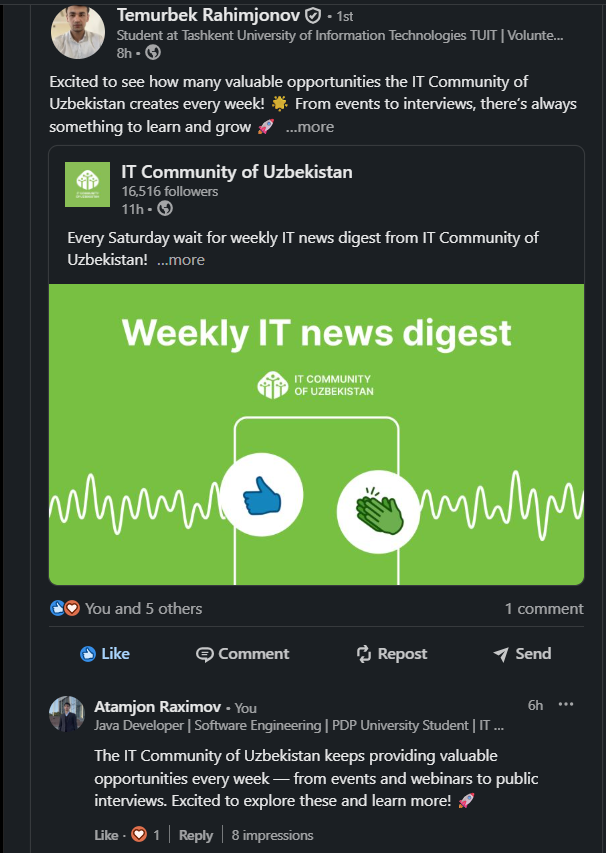 Temurbek Rahimjonov • 1st
Student at Tashkent University of Information Technologies TUIT | Volunte...
8h •
Excited to see how many valuable opportunities the IT Community of
Uzbekistan creates every week! 🌟 From events to interviews, there's always
something to learn and grow 🚀 ...more
IT Community of Uzbekistan
16,516 followers
11h •
Every Saturday wait for weekly IT news digest from IT Community of
Uzbekistan! ...more
Weekly IT news digest
IT COMMUNITY
OF UZBEKISTAN
You and 5 others 1 comment
Like Comment Repost Send
Atamjon Raximov • You 6h ...
Java Developer | Software Engineering | PDP University Student | IT ...
The IT Community of Uzbekistan keeps providing valuable
opportunities every week — from events and webinars to public
interviews. Excited to explore these and learn more! 🚀
Like · 1 | Reply | 8 impressions